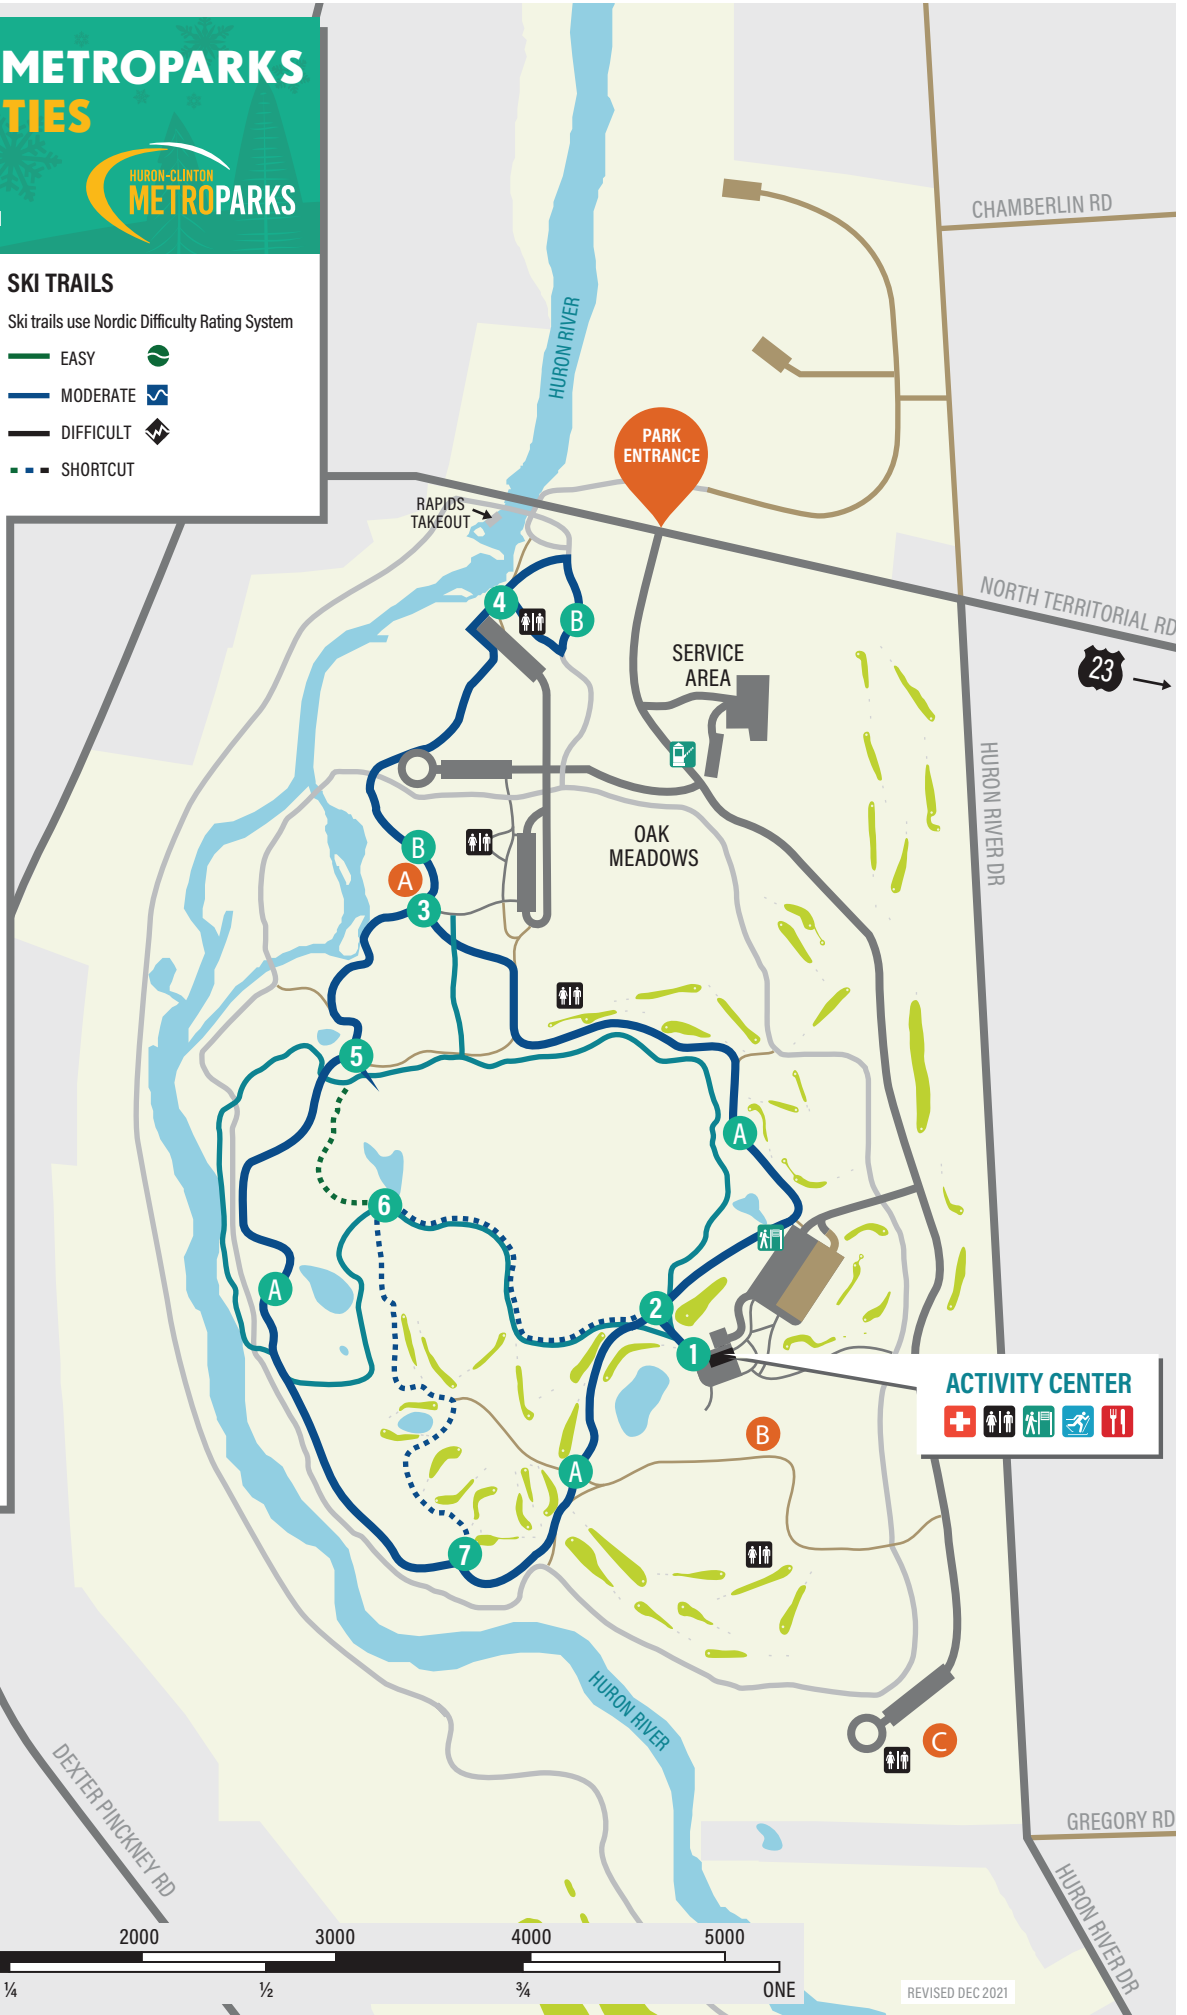 METROPARKS
TIES
HURON-CLINTON
METROPARKS
SKI TRAILS
Ski trails use Nordic Difficulty Rating System
EASY
MODERATE
DIFFICULT
SHORTCUT
CHAMBERLIN RD
HURON RIVER
PARK
ENTRANCE
RAPIDS
TAKEOUT
NORTH TERRITORIAL RD
23
4
B
SERVICE
AREA
HURON RIVER DR
OAK
MEADOWS
B
A
3
5
A
6
A
2
1
ACTIVITY CENTER
B
A
7
HURON RIVER
C
DEXTER PINCKNEY RD
GREGORY RD
HURON RIVER DR
2000 3000 4000 5000
¼ ½ ¾ ONE
REVISED DEC 2021